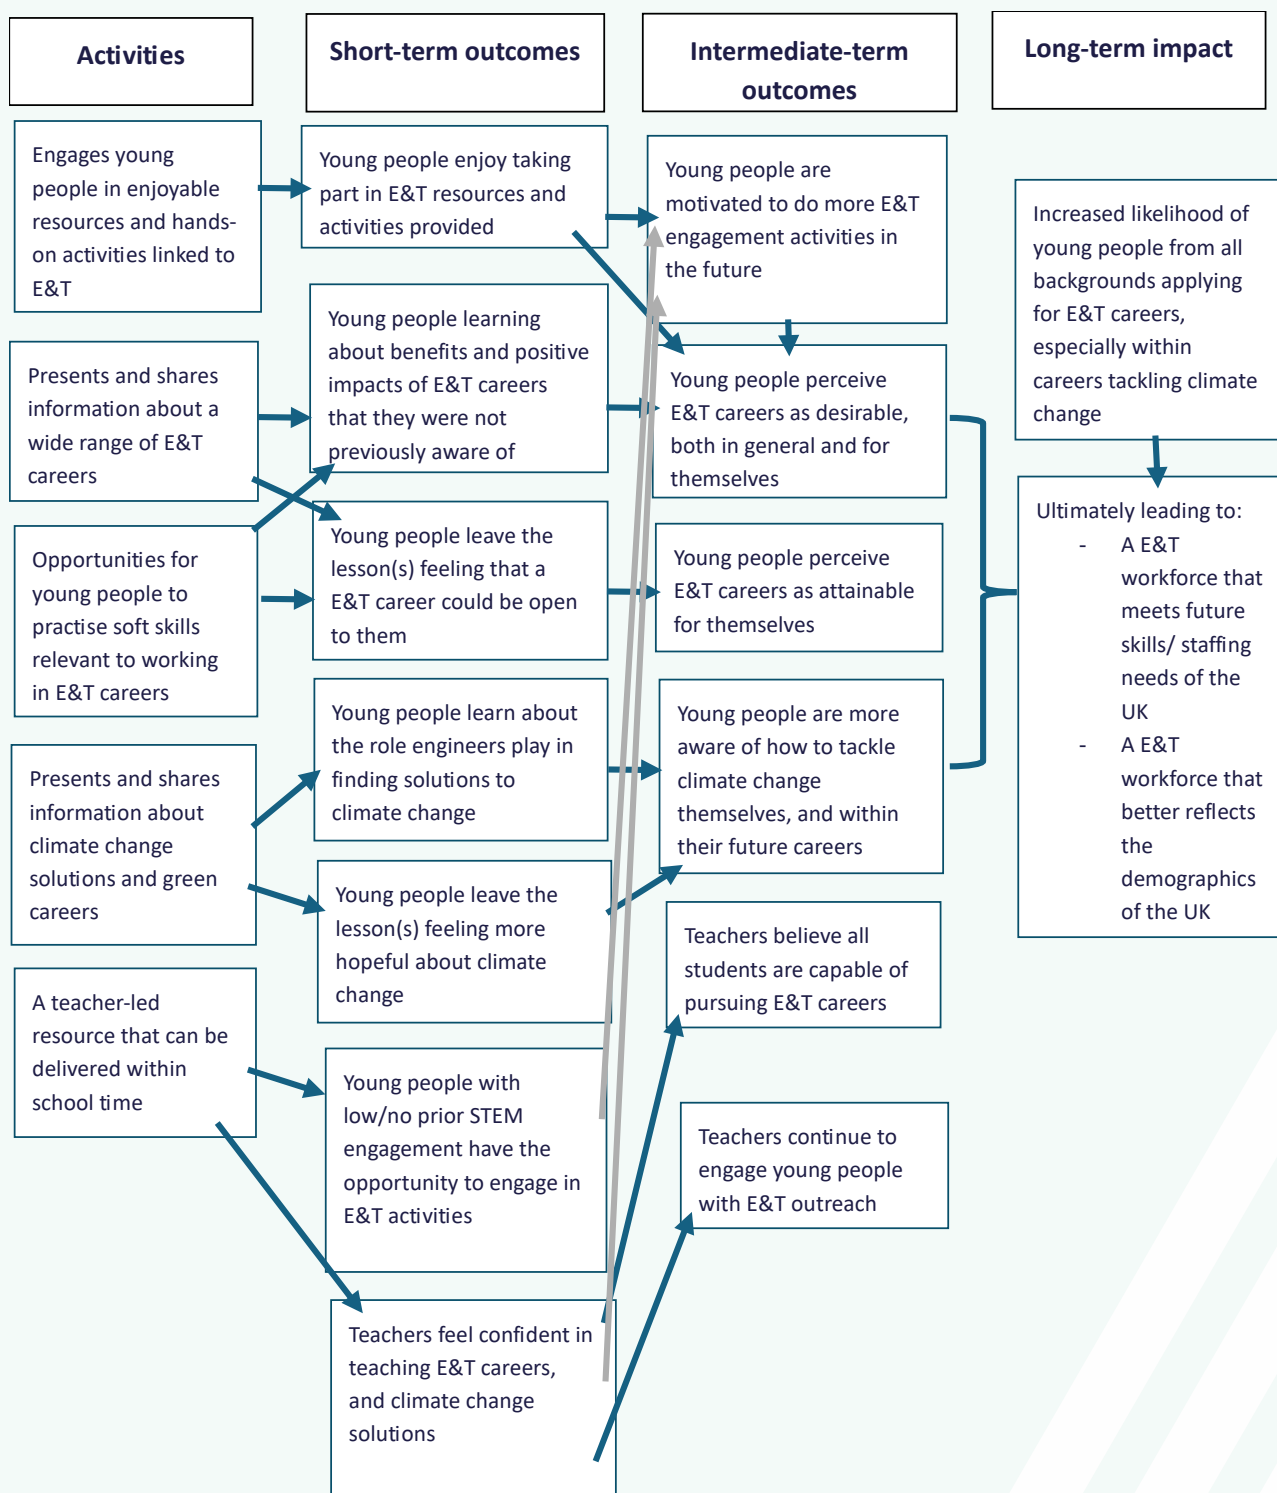 Activities
Short-term outcomes
Intermediate-term
outcomes
Long-term impact
Engages young
people in enjoyable
resources and hands-
on activities linked to
E&T
Presents and shares
information about a
wide range of E&T
careers
Opportunities for
young people to
practise soft skills
relevant to working
in E&T careers
Presents and shares
information about
climate change
solutions and green
careers
A teacher-led
resource that can be
delivered within
school time
Young people enjoy taking
part in E&T resources and
activities provided
Young people learning
about benefits and positive
impacts of E&T careers
that they were not
previously aware of
Young people leave the
lesson(s) feeling that a
E&T career could be open
to them
Young people learn about
the role engineers play in
finding solutions to
climate change
Young people leave the
lesson(s) feeling more
hopeful about climate
change
Young people with
low/no prior STEM
engagement have the
opportunity to engage in
E&T activities
Teachers feel confident in
teaching E&T careers,
and climate change
solutions
Young people are
motivated to do more E&T
engagement activities in
the future
Young people perceive
E&T careers as desirable,
both in general and for
themselves
Young people perceive
E&T careers as attainable
for themselves
Young people are more
aware of how to tackle
climate change
themselves, and within
their future careers
Teachers believe all
students are capable of
pursuing E&T careers
Teachers continue to
engage young people
with E&T outreach
Increased likelihood of
young people from all
backgrounds applying
for E&T careers,
especially within
careers tackling climate
change
Ultimately leading to:
- A E&T
workforce that
meets future
skills/ staffing
needs of the
UK
- A E&T
workforce that
better reflects
the
demographics
of the UK